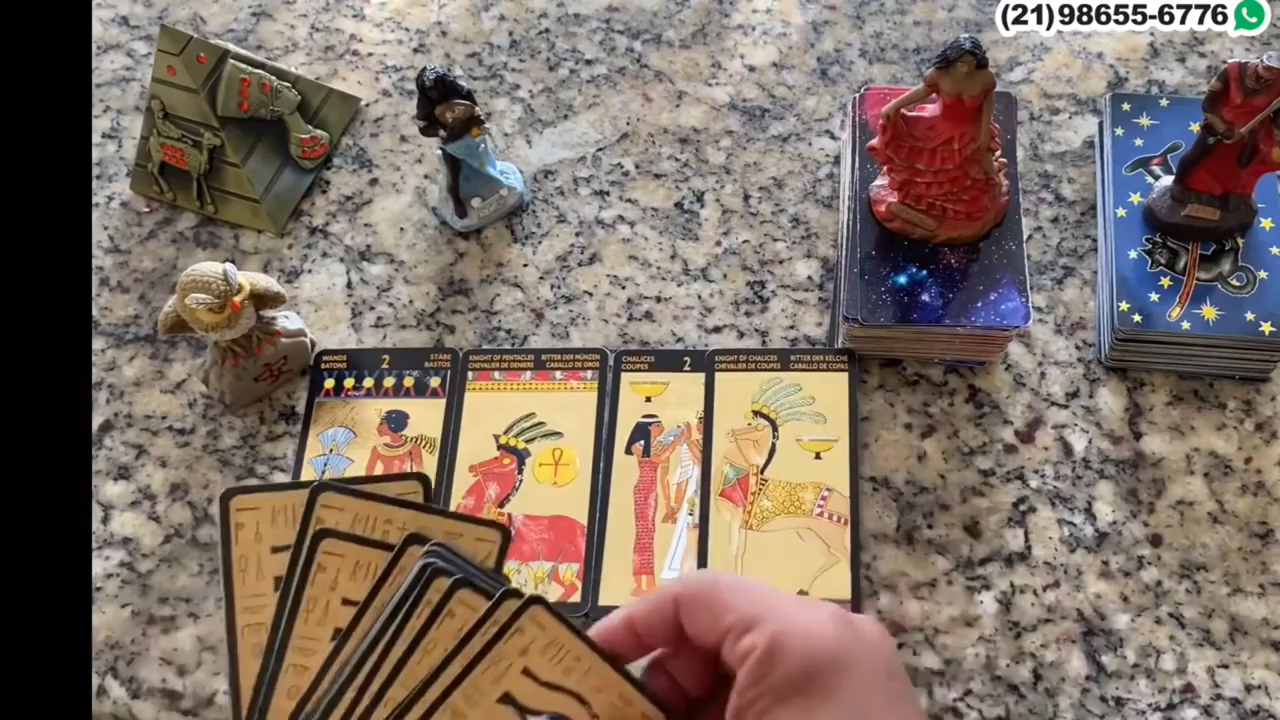 (21)98655-6776
WANDS 2 STÄBE
BATONS BASTOS
KNIGHT OF PENTACLES RITTER DER MÜNZEN
CHEVALIER DE DENIERS CABALLO DE OROS
CHALICES 2
COUPES
KNIGHT OF CHALICES RITTER DER KELCHE
CHEVALIER DE COUPES CABALLO DE COPAS